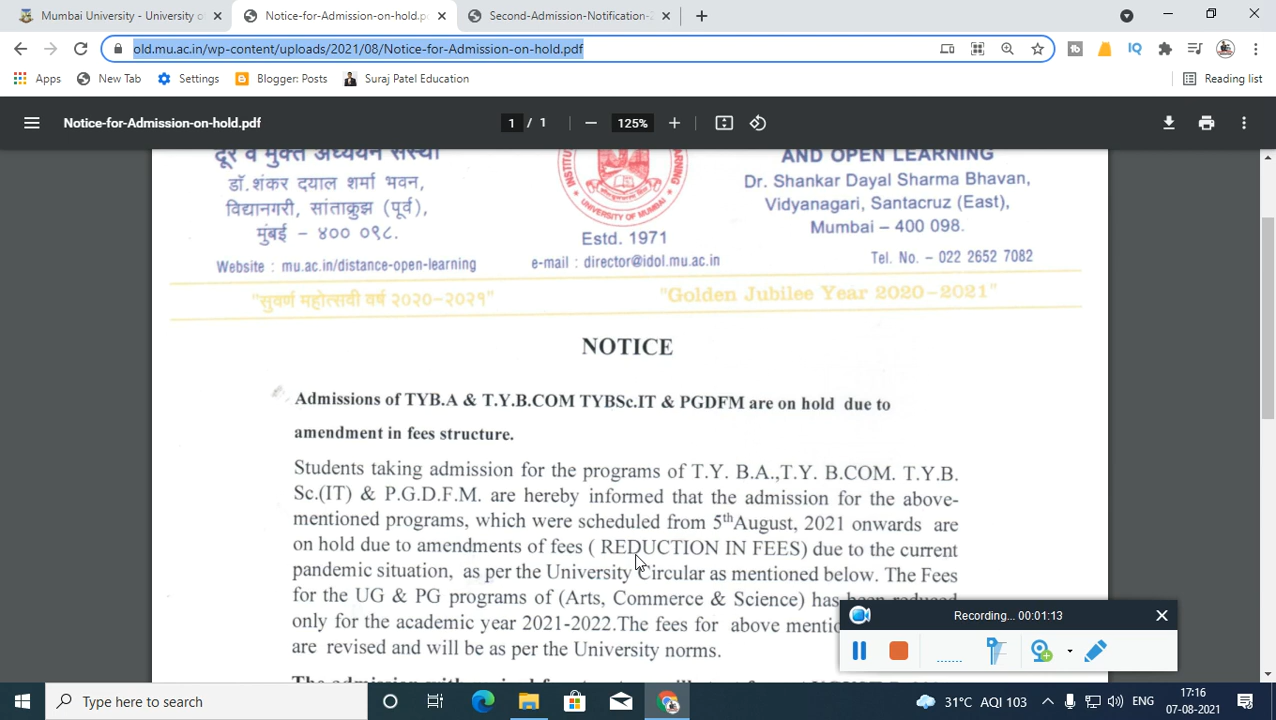 Mumbai University - University o
Notice-for-Admission-on-hold.p
Second-Admission-Notification-2
old.mu.ac.in/wp-content/uploads/2021/08/Notice-for-Admission-on-hold.pdf
IQ
Apps
New Tab
Settings
Blogger: Posts
Suraj Patel Education
Reading list
Notice-for-Admission-on-hold.pdf
1 / 1
125%
दूर व मुक्त अध्ययन संस्था
डॉ.शंकर दयाल शर्मा भवन,
विद्यानगरी, सांताक्रुझ (पूर्व),
मुंबई – ४०० ०९८.
Website : mu.ac.in/distance-open-learning
UNIVERSITY OF MUMBAI
Estd. 1971
e-mail : director@idol.mu.ac.in
AND OPEN LEARNING
Dr. Shankar Dayal Sharma Bhavan,
Vidyanagari, Santacruz (East),
Mumbai – 400 098.
Tel. No. – 022 2652 7082
"सुवर्ण महोत्सवी वर्ष २०२०–२०२१"
"Golden Jubilee Year 2020-2021"
NOTICE
Admissions of TYB.A & T.Y.B.COM TYBSc.IT & PGDFM are on hold due to
amendment in fees structure.
Students taking admission for the programs of T.Y. B.A.,T.Y. B.COM. T.Y.B.
Sc.(IT) & P.G.D.F.M. are hereby informed that the admission for the above-
mentioned programs, which were scheduled from 5thAugust, 2021 onwards are
on hold due to amendments of fees ( REDUCTION IN FEES) due to the current
pandemic situation, as per the University Circular as mentioned below. The Fees
for the UG & PG programs of (Arts, Commerce & Science) has been reduced
only for the academic year 2021-2022.The fees for above mentio
are revised and will be as per the University norms.
Recording... 00:01:13
Type here to search
31°C AQI 103
ENG
17:16
07-08-2021